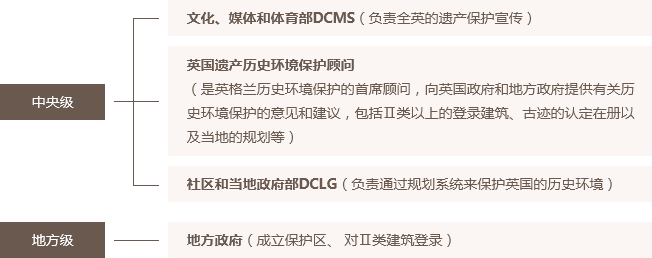 中央级
文化、媒体和体育部DCMS（负责全英的遗产保护宣传）
英国遗产历史环境保护顾问
（是英格兰历史环境保护的首席顾问，向英国政府和地方政府提供有关历
史环境保护的意见和建议，包括Ⅱ类以上的登录建筑、古迹的认定在册以
及当地的规划等）
社区和当地政府部DCLG（负责通过规划系统来保护英国的历史环境）
地方级
地方政府（成立保护区、 对Ⅱ类建筑登录）